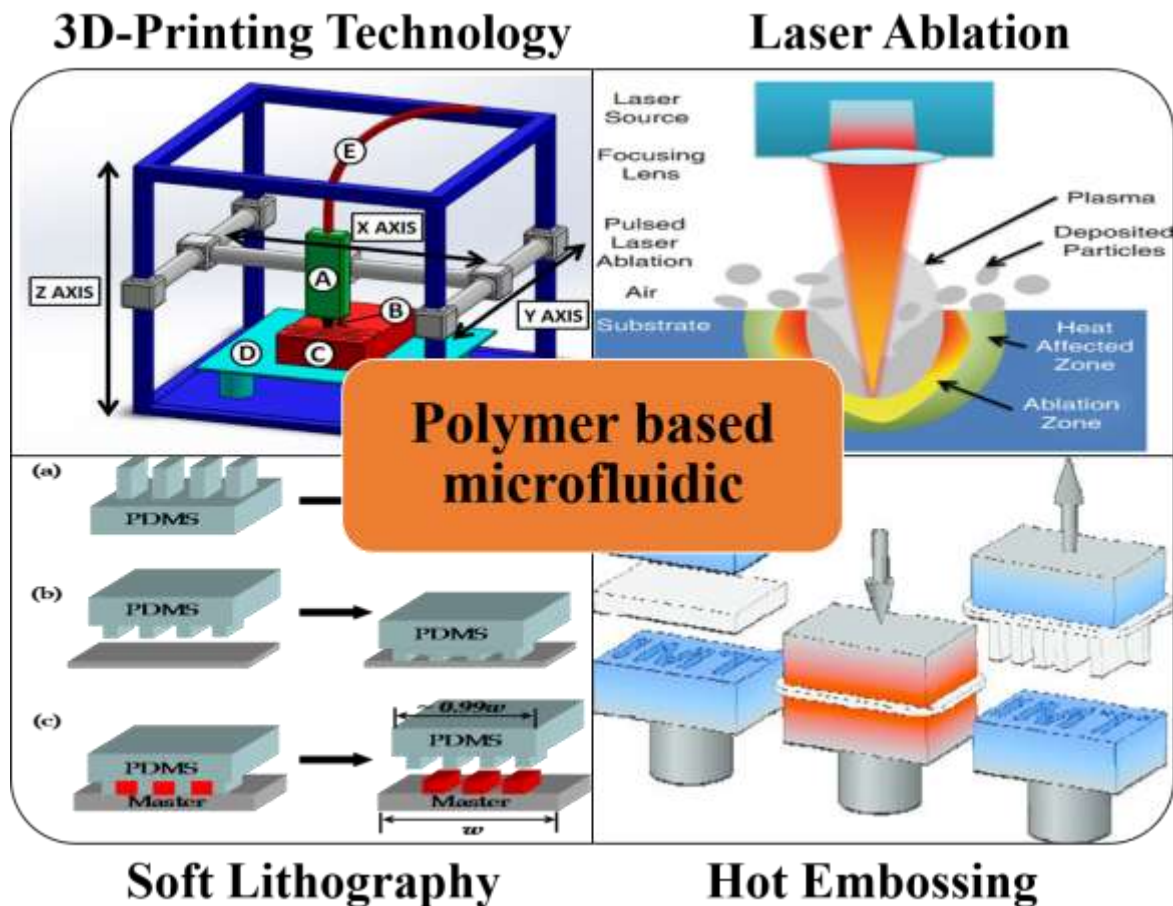 3D-Printing Technology
Laser Ablation
E
X AXIS
A
Z AXIS
B
Y AXIS
D
C
Laser
Source
Focusing
Lens
Pulsed
Laser
Ablation
Air
Substrate
Plasma
Deposited
Particles
Heat
Affected
Zone
Ablation
Zone
Polymer based
microfluidic
(a)
PDMS
(b)
PDMS
PDMS
(c)
PDMS
Master
~ 0.99w
PDMS
Master
w
IMT
IMT
Soft Lithography
Hot Embossing